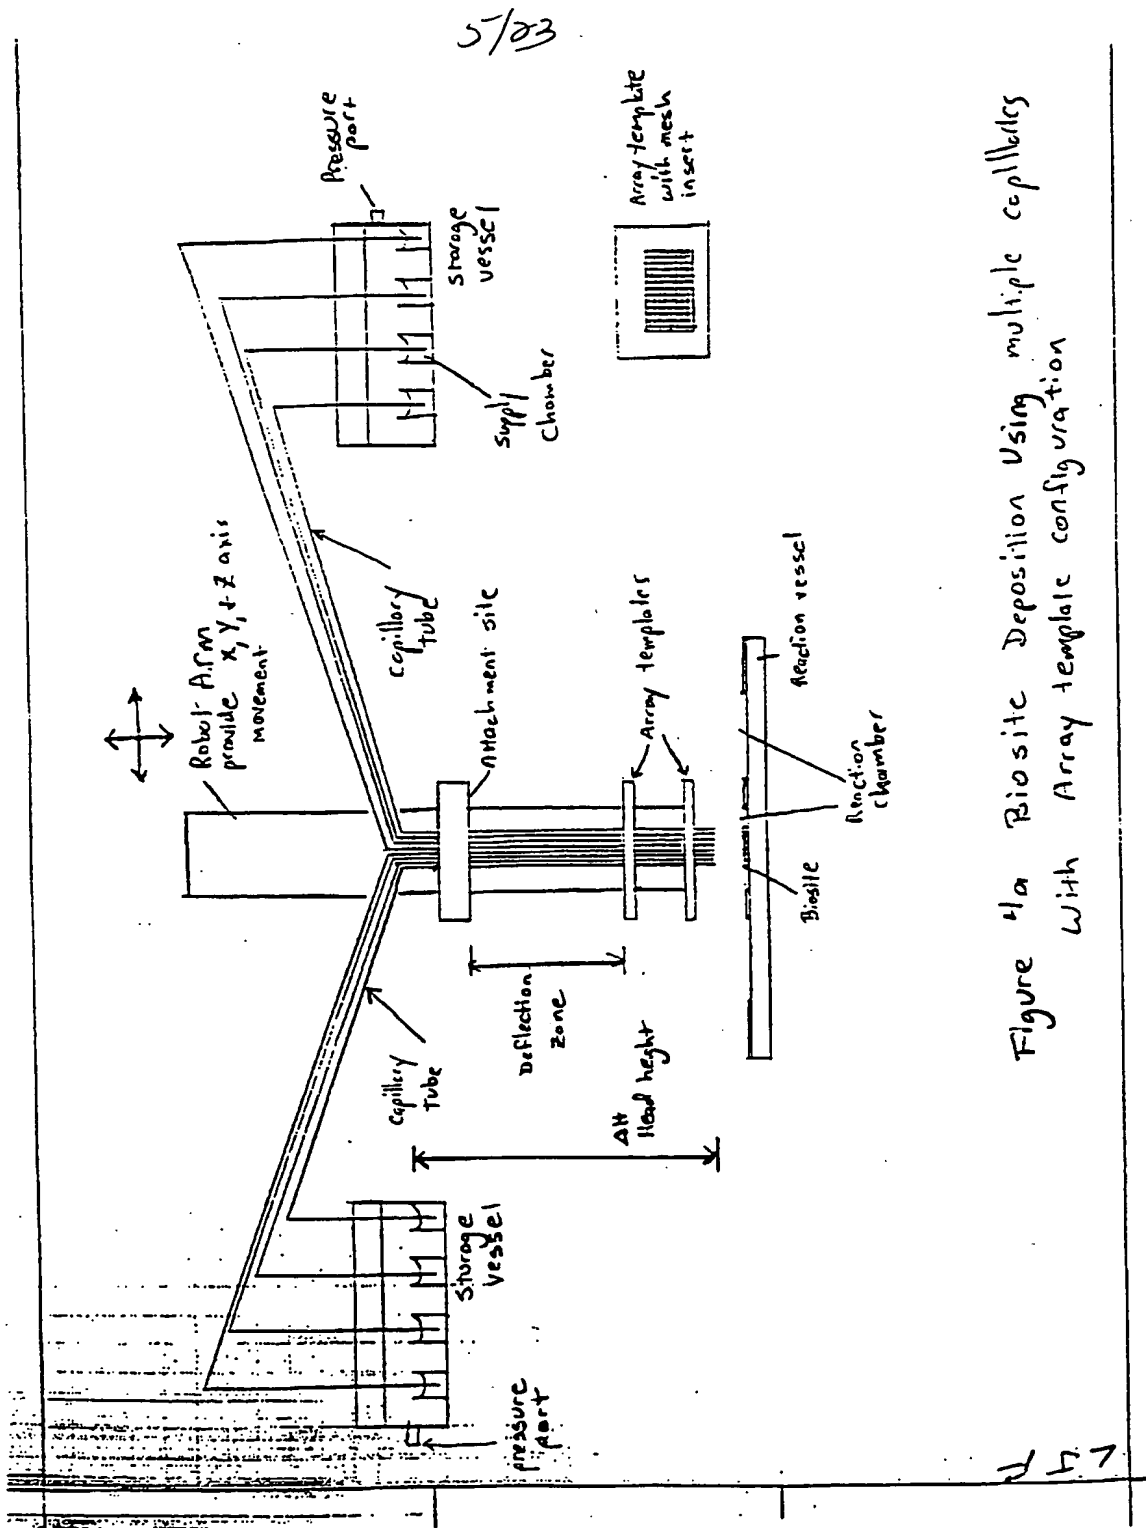 5/23
Robot Arm
provide x, Y, + Z axis
movement
Pressure
port
capillary
tube
capillary
tube
Storage
vessel
Supply
Chamber
pressure
port
Storage
vessel
Attachment site
Deflection
Zone
Array templates
ΔH
Head height
Array template
with mesh
insert
Biosite
Reaction
chamber
Reaction vessel
Figure 4a Biosite Deposition Using multiple capillaries
With Array template configuration